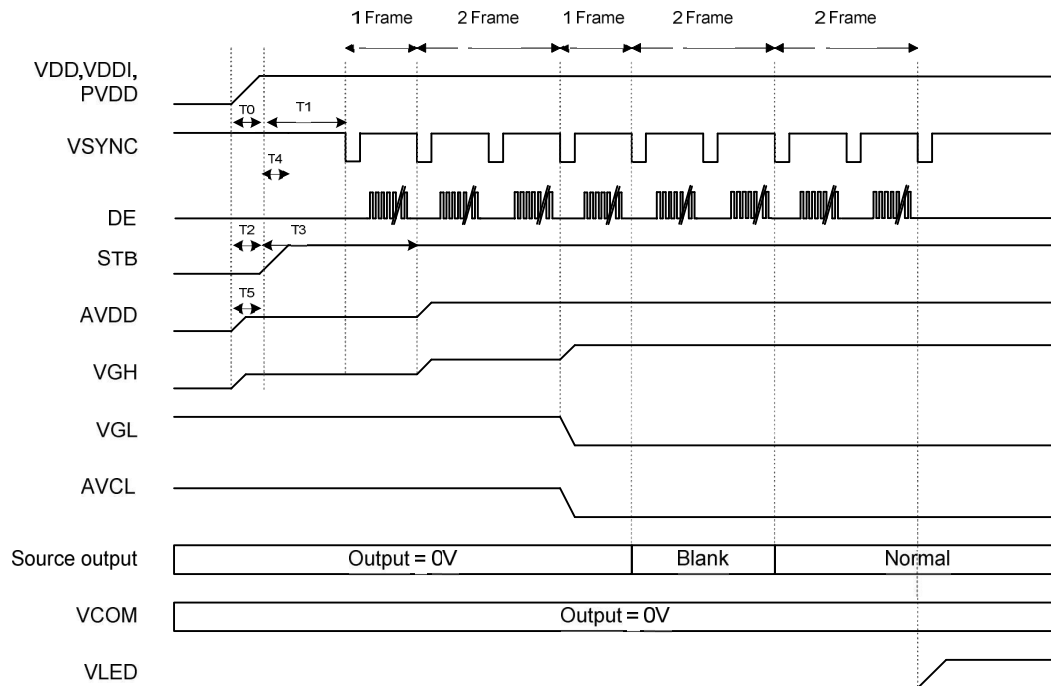 1 Frame 2 Frame 1 Frame 2 Frame 2 Frame
VDD,VDDI,
PVDD
T0 T1
VSYNC
T4
DE
T2 T3
STB
T5
AVDD
VGH
VGL
AVCL
Source output Output = 0V Blank Normal
VCOM Output = 0V
VLED